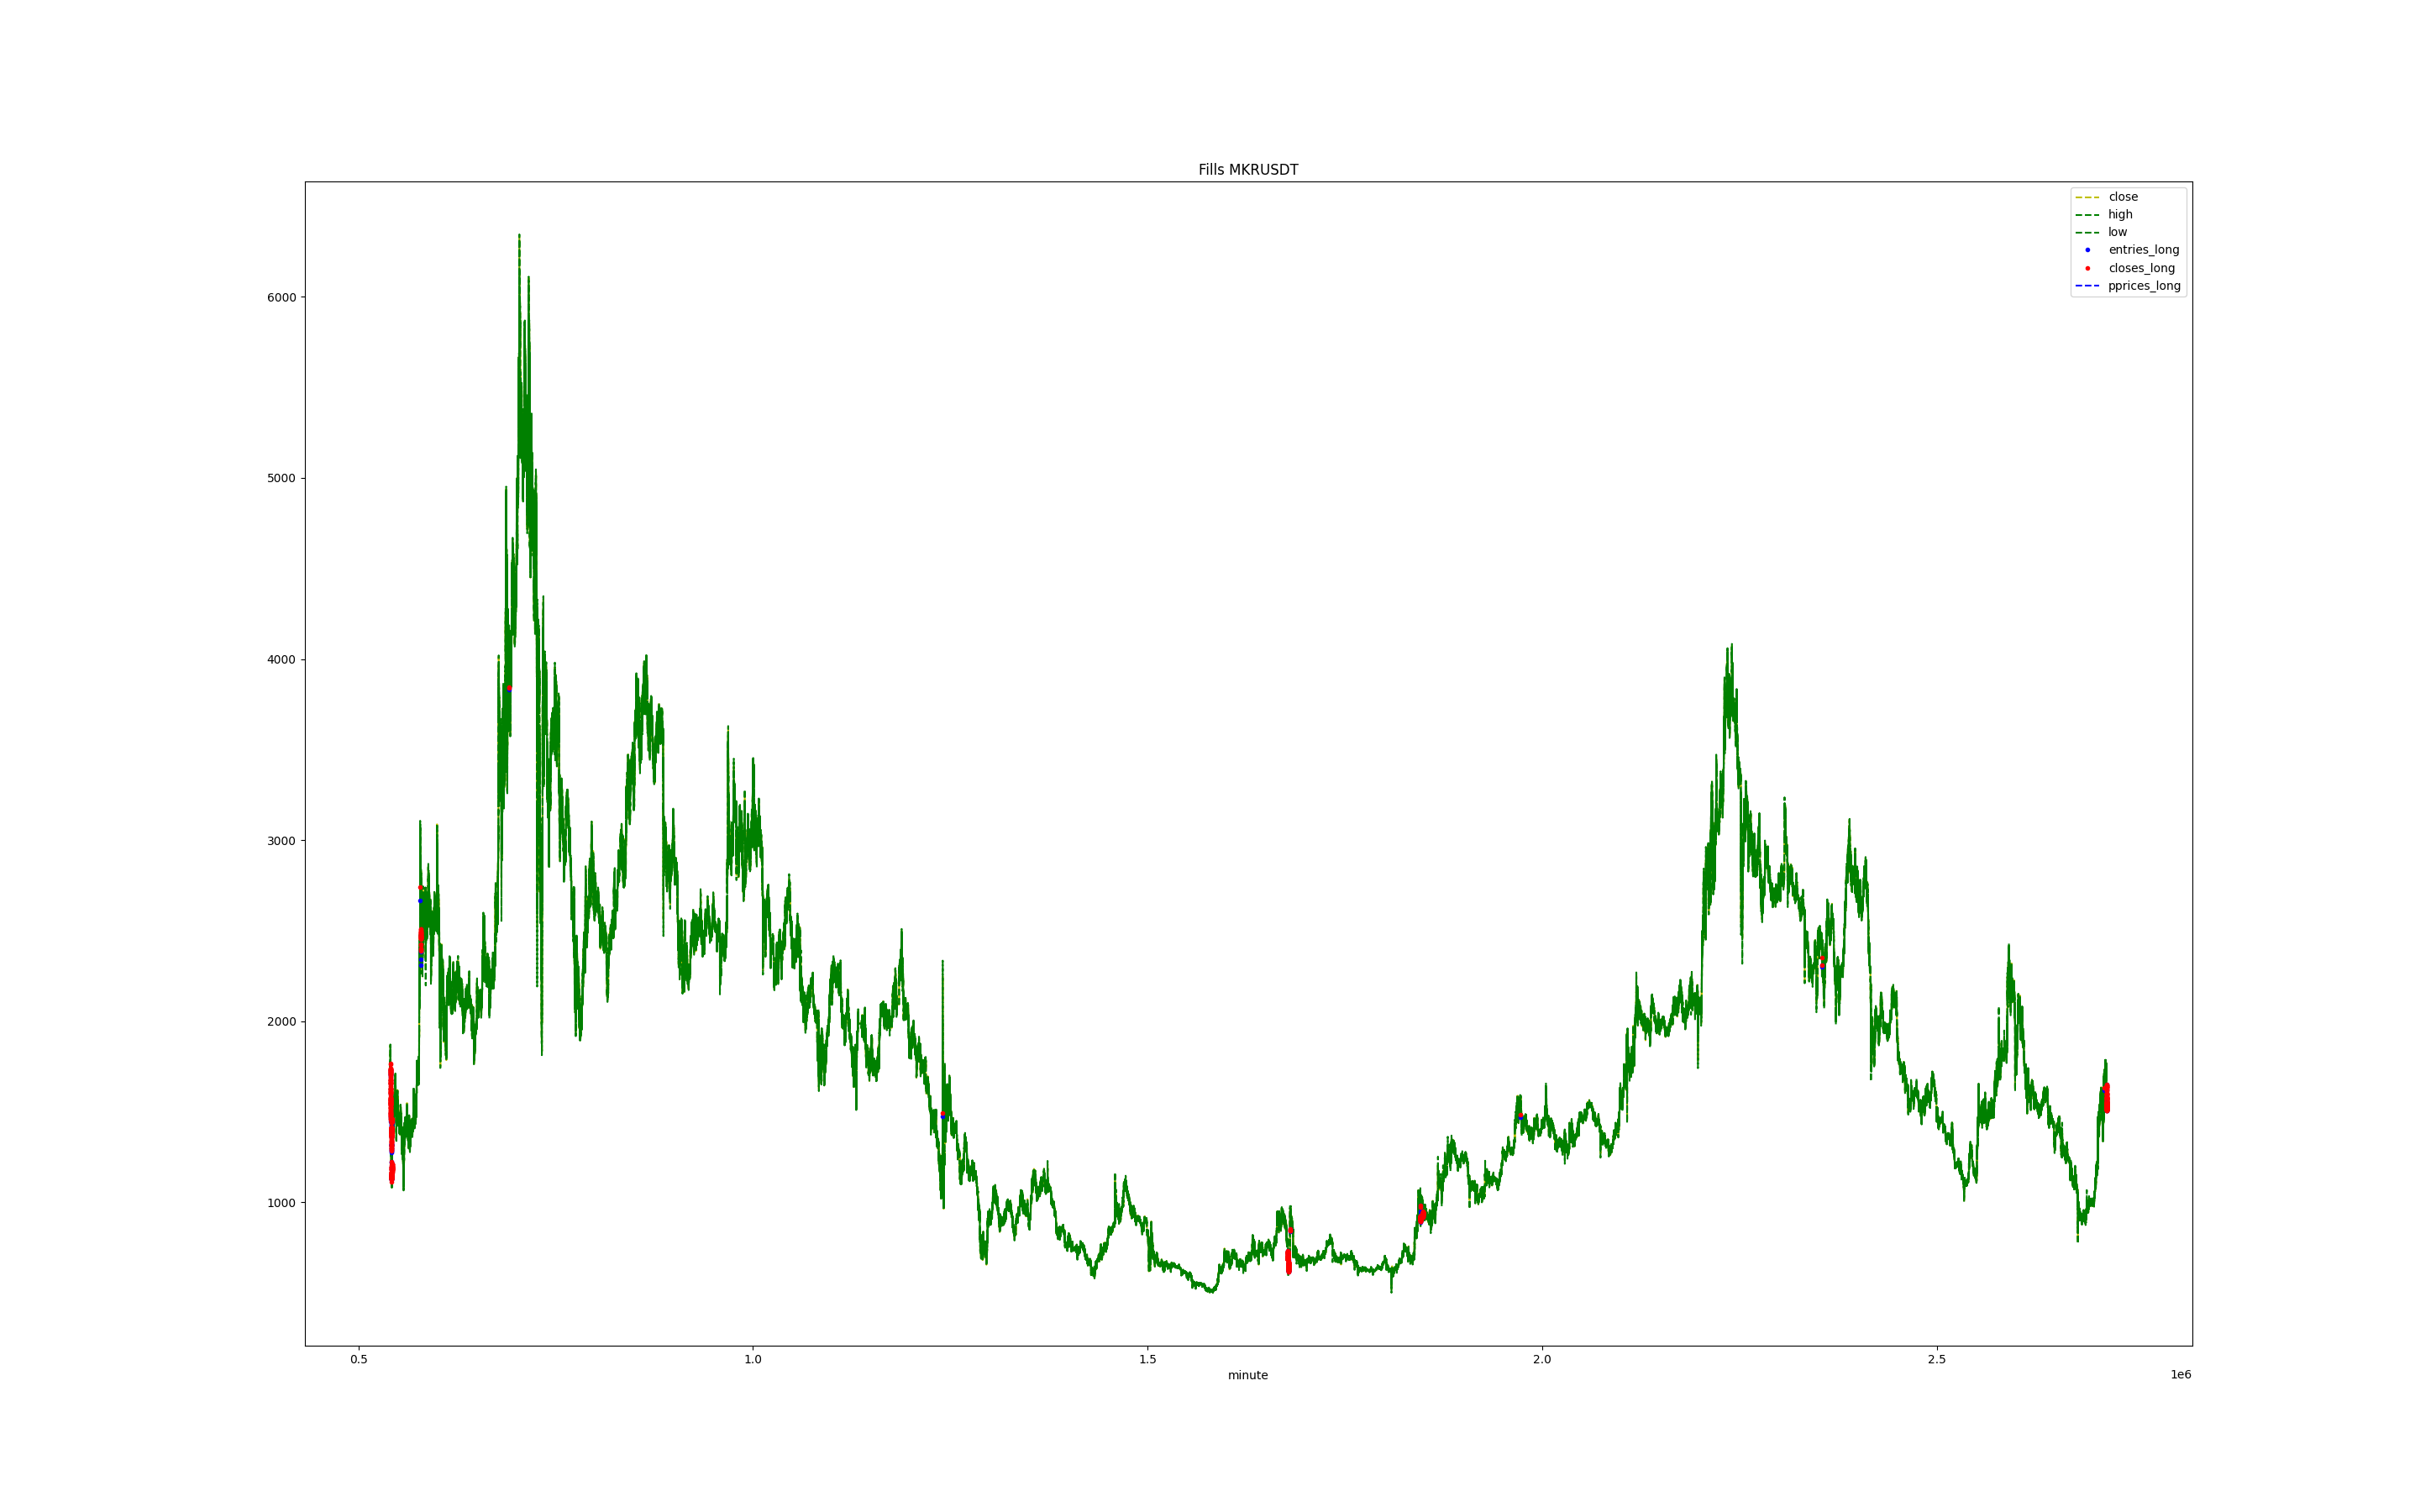 Fills MKRUSDT
close
high
low
entries_long
closes_long
pprices_long
6000
5000
4000
3000
2000
1000
0.5
1.0
1.5
2.0
2.5
minute
1e6